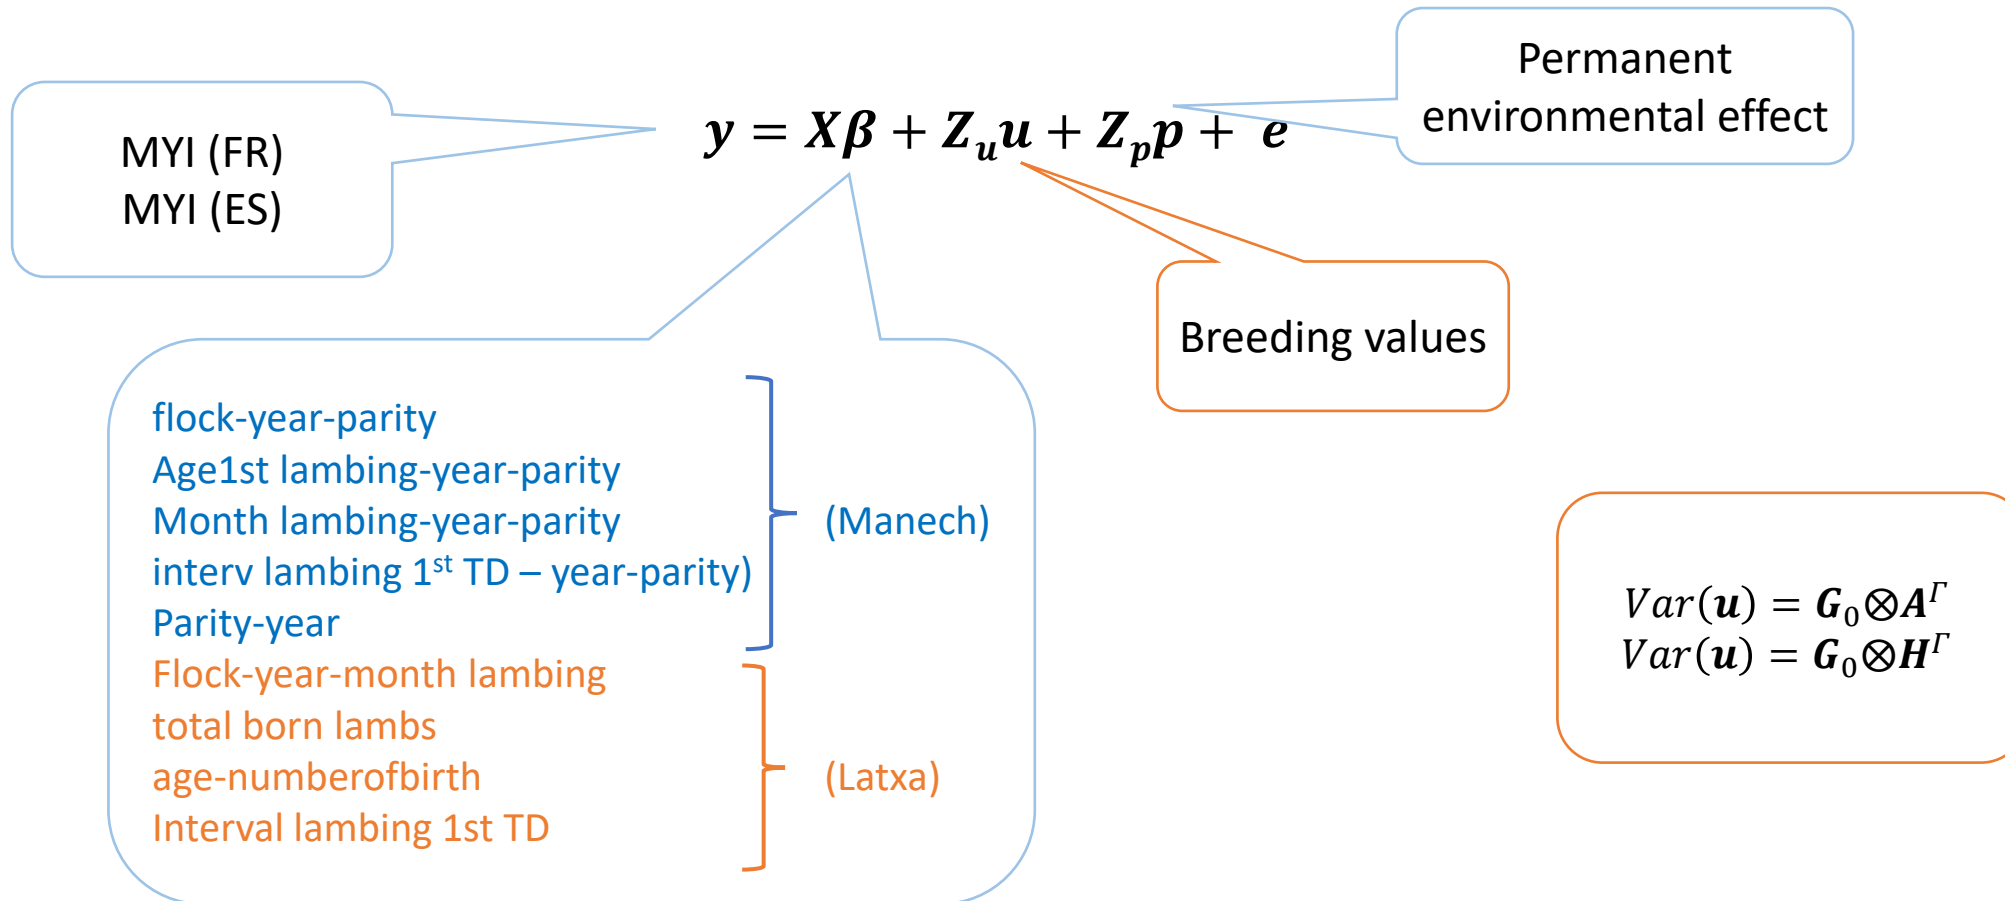 MYI (FR)
MYI (ES)
y = Xβ + Z_u u + Z_p p + e
Permanent
environmental effect
Breeding values
flock-year-parity
Age1st lambing-year-parity
Month lambing-year-parity
interv lambing 1st TD – year-parity)
Parity-year
(Manech)
Flock-year-month lambing
total born lambs
age-numberofbirth
Interval lambing 1st TD
(Latxa)
Var(u) = G₀⊗A^Γ
Var(u) = G₀⊗H^Γ